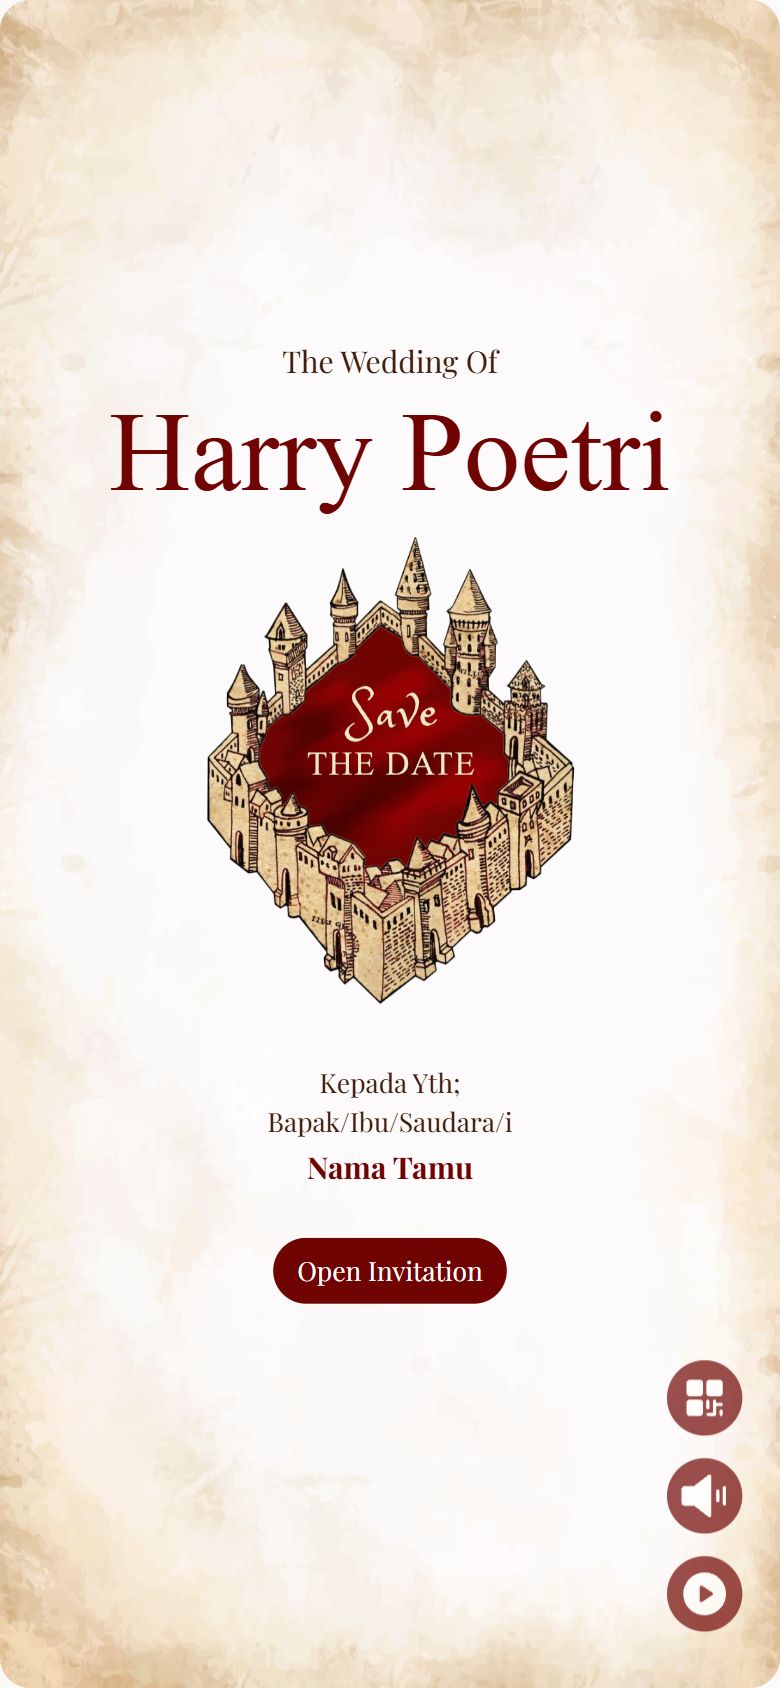 The Wedding Of
Harry Poetri
Save
THE DATE
Kepada Yth;
Bapak/Ibu/Saudara/i
Nama Tamu
Open Invitation